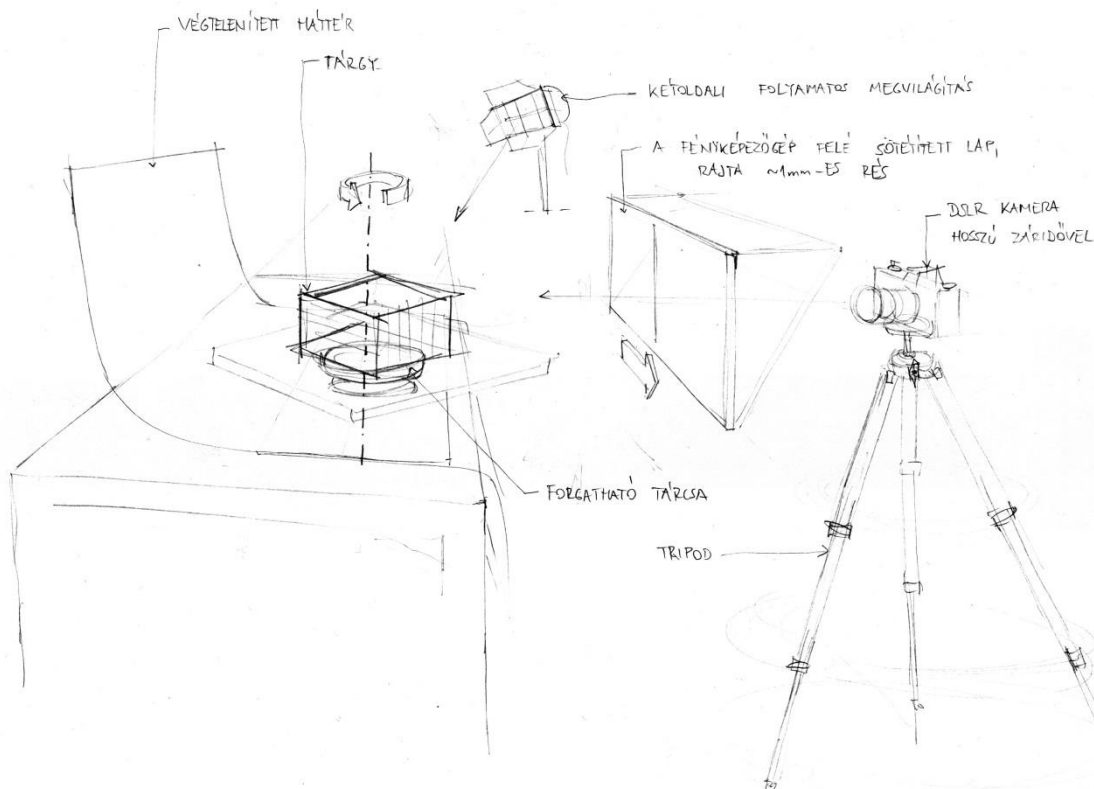 VÉGTELENÍTETT HÁTTÉR
TÁRGY
KÉTOLDALI FOLYAMATOS MEGVILÁGÍTÁS
A FÉNYKÉPEZŐGÉP FELÉ SÖTÉTÍTETT LAP,
RAJTA ~1mm-ES RÉS
DSLR KAMERA
HOSSZÚ ZÁRIDŐVEL
FORGATHATÓ TÁRCSA
TRIPOD